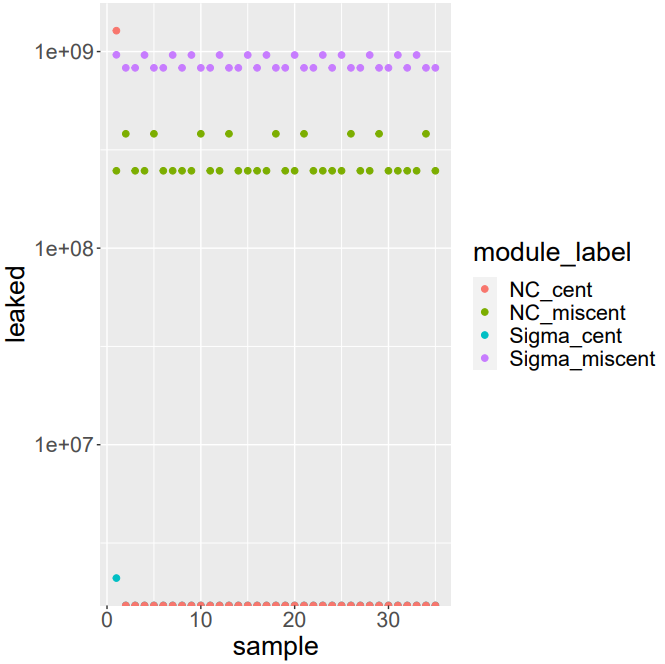 1e+09
1e+08
1e+07
leaked
0 10 20 30
sample
module_label
NC_cent
NC_miscent
Sigma_cent
Sigma_miscent